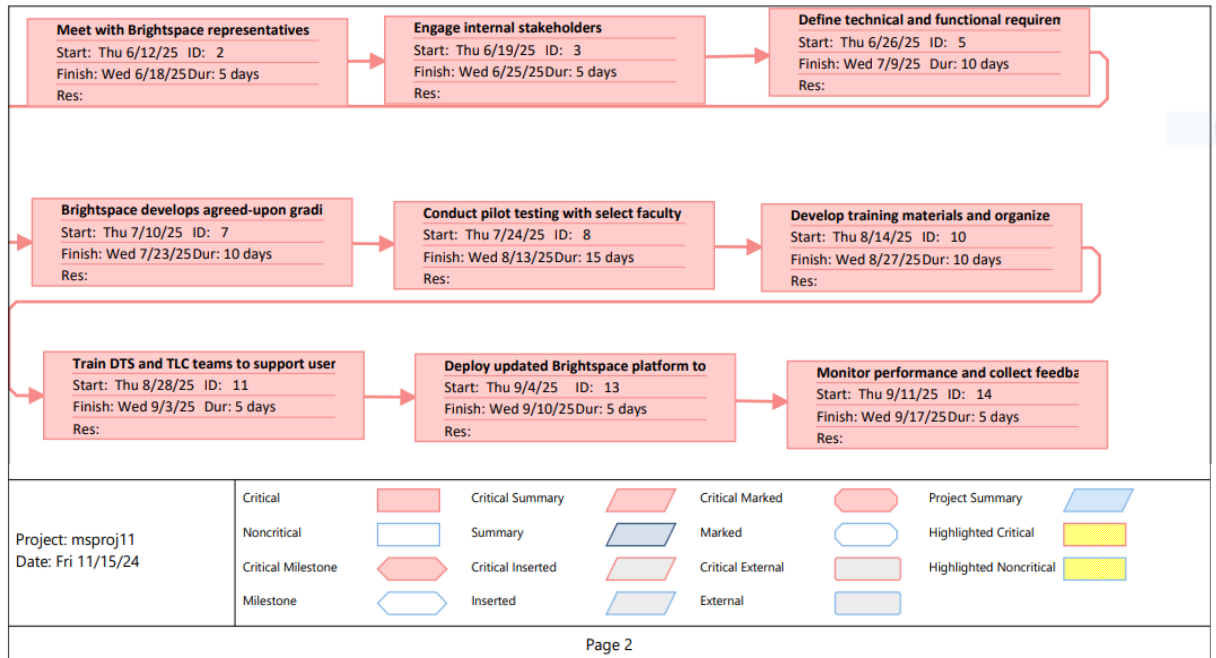 Meet with Brightspace representatives
Start: Thu 6/12/25 ID: 2
Finish: Wed 6/18/25 Dur: 5 days
Res:
Engage internal stakeholders
Start: Thu 6/19/25 ID: 3
Finish: Wed 6/25/25 Dur: 5 days
Res:
Define technical and functional requirem
Start: Thu 6/26/25 ID: 5
Finish: Wed 7/9/25 Dur: 10 days
Res:
Brightspace develops agreed-upon gradi
Start: Thu 7/10/25 ID: 7
Finish: Wed 7/23/25 Dur: 10 days
Res:
Conduct pilot testing with select faculty
Start: Thu 7/24/25 ID: 8
Finish: Wed 8/13/25 Dur: 15 days
Res:
Develop training materials and organize
Start: Thu 8/14/25 ID: 10
Finish: Wed 8/27/25 Dur: 10 days
Res:
Train DTS and TLC teams to support user
Start: Thu 8/28/25 ID: 11
Finish: Wed 9/3/25 Dur: 5 days
Res:
Deploy updated Brightspace platform to
Start: Thu 9/4/25 ID: 13
Finish: Wed 9/10/25 Dur: 5 days
Res:
Monitor performance and collect feedba
Start: Thu 9/11/25 ID: 14
Finish: Wed 9/17/25 Dur: 5 days
Res:
Project: msproj11
Date: Fri 11/15/24
Critical
Critical Summary
Critical Marked
Project Summary
Noncritical
Summary
Marked
Highlighted Critical
Critical Milestone
Critical Inserted
Critical External
Highlighted Noncritical
Milestone
Inserted
External
Page 2